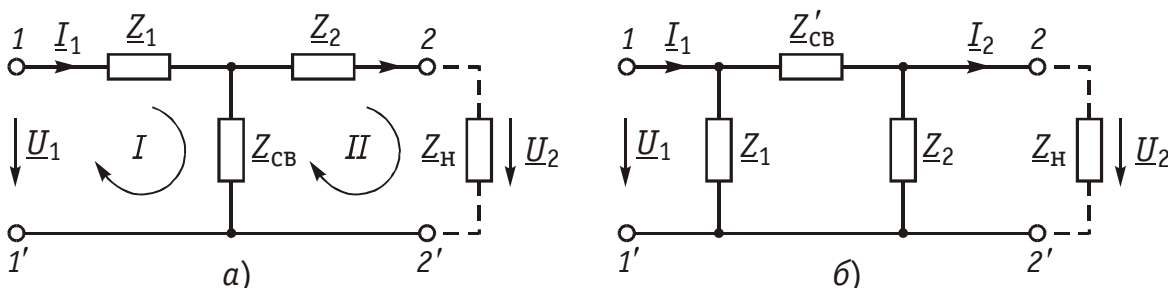 1 I₁ Z₁ Z₂ 2
U₁ I Z_св II Z_н U₂
1′ 2′
а)
1 I₁ Z′_св I₂ 2
U₁ Z₁ Z₂ Z_н U₂
1′ 2′
б)